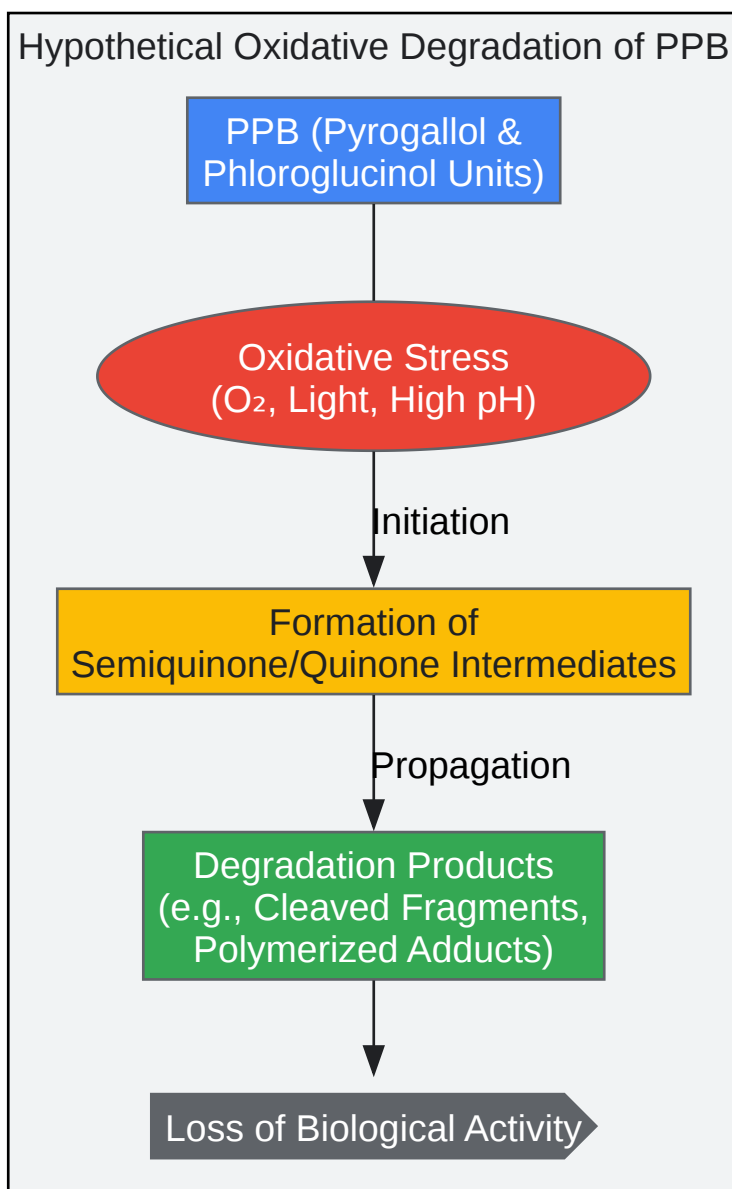 Hypothetical Oxidative Degradation of PPB
PPB (Pyrogallol &
Phloroglucinol Units)
Oxidative Stress
(O₂, Light, High pH)
Initiation
Formation of
Semiquinone/Quinone Intermediates
Propagation
Degradation Products
(e.g., Cleaved Fragments,
Polymerized Adducts)
Loss of Biological Activity